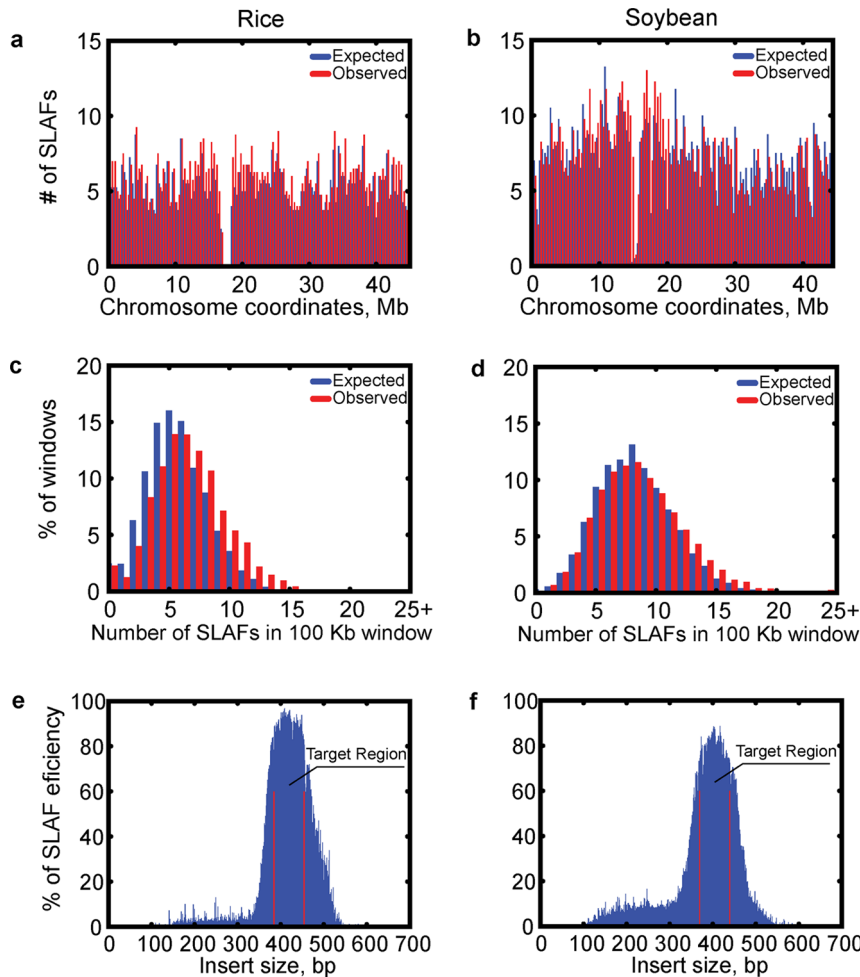 Rice
Soybean
a
15
10
5
0
# of SLAFs
Expected
Observed
0 10 20 30 40
Chromosome coordinates, Mb
b
15
10
5
0
Expected
Observed
0 10 20 30 40
Chromosome coordinates, Mb
c
20
15
10
5
0
% of windows
Expected
Observed
0 5 10 15 20 25+
Number of SLAFs in 100 Kb window
d
20
15
10
5
0
Expected
Observed
0 5 10 15 20 25+
Number of SLAFs in 100 Kb window
e
100
80
60
40
20
0
% of SLAF eficiency
Target Region
0 100 200 300 400 500 600 700
Insert size, bp
f
100
80
60
40
20
0
Target Region
0 100 200 300 400 500 600 700
Insert size, bp